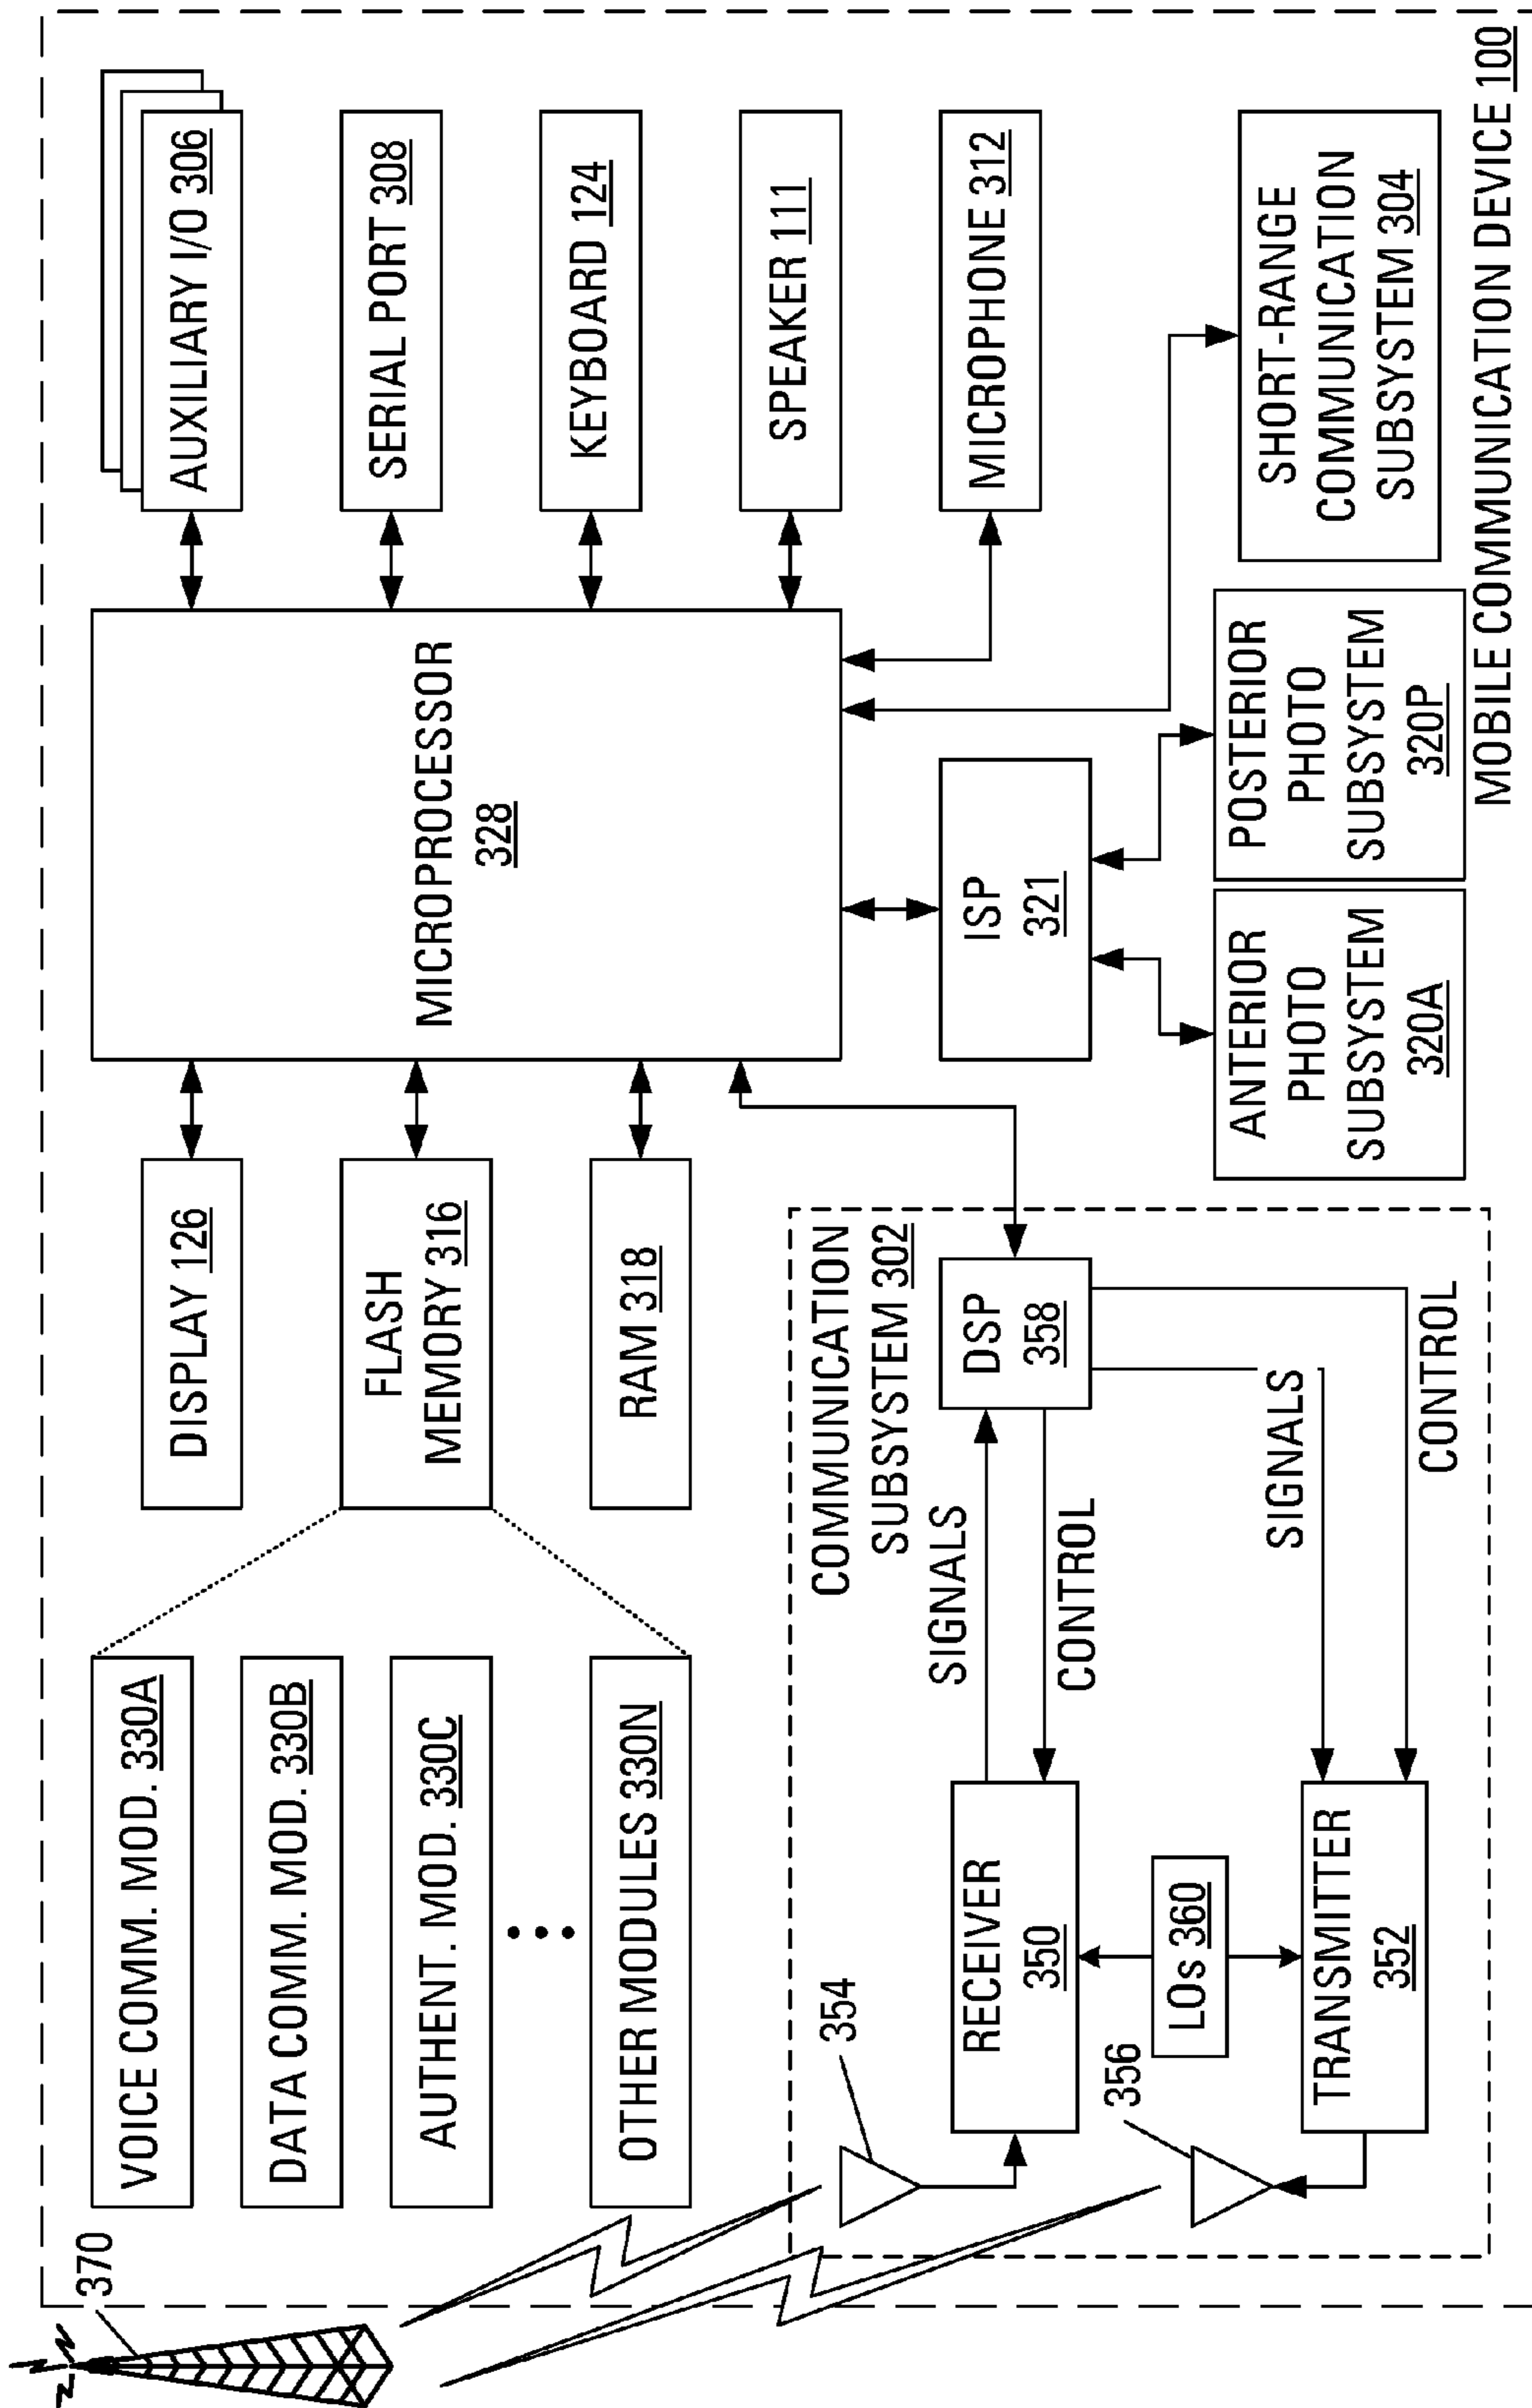 370
VOICE COMM. MOD. 330A
DATA COMM. MOD. 330B
AUTHENT. MOD. 330C
OTHER MODULES 330N
DISPLAY 126
FLASH
MEMORY 316
RAM 318
MICROPROCESSOR
328
AUXILIARY I/O 306
SERIAL PORT 308
KEYBOARD 124
SPEAKER 111
MICROPHONE 312
SHORT-RANGE
COMMUNICATION
SUBSYSTEM 304
ISP
321
ANTERIOR
PHOTO
SUBSYSTEM
320A
POSTERIOR
PHOTO
SUBSYSTEM
320P
COMMUNICATION
SUBSYSTEM 302
354
RECEIVER
350
SIGNALS
CONTROL
DSP
358
356
LOs 360
TRANSMITTER
352
SIGNALS
CONTROL
MOBILE COMMUNICATION DEVICE 100